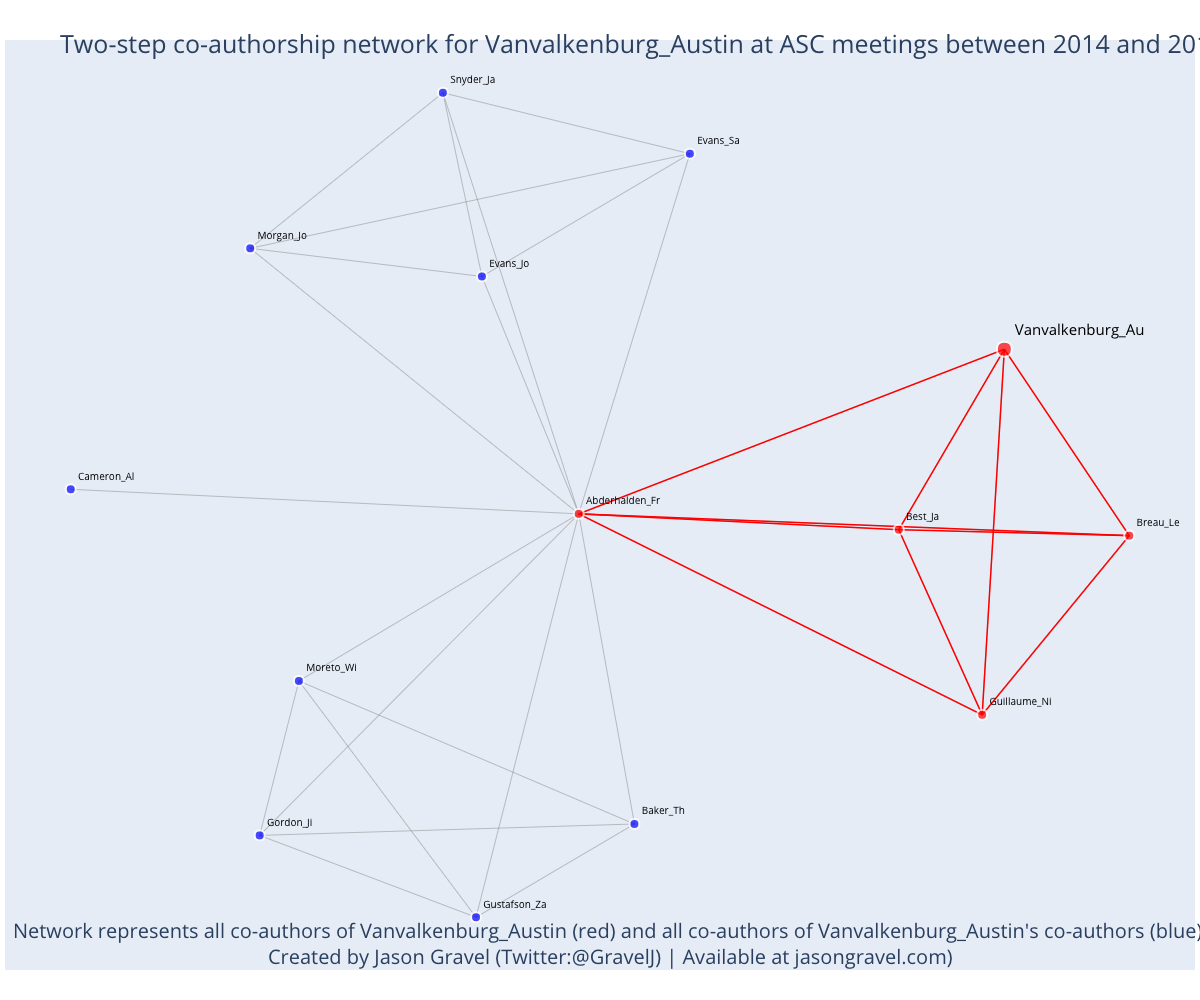 Two-step co-authorship network for Vanvalkenburg_Austin at ASC meetings between 2014 and
Snyder_Ja
Evans_Sa
Morgan_Jo
Evans_Jo
Vanvalkenburg_Au
Cameron_Al
Abderhalden_Fr
Best_Ja
Breau_Le
Moreto_Wi
Guillaume_Ni
Baker_Th
Gordon_Ji
Gustafson_Za
Network represents all co-authors of Vanvalkenburg_Austin (red) and all co-authors of Vanvalkenburg_Austin's co-authors (blue)
Created by Jason Gravel (Twitter:@GravelJ) | Available at jasongravel.com)